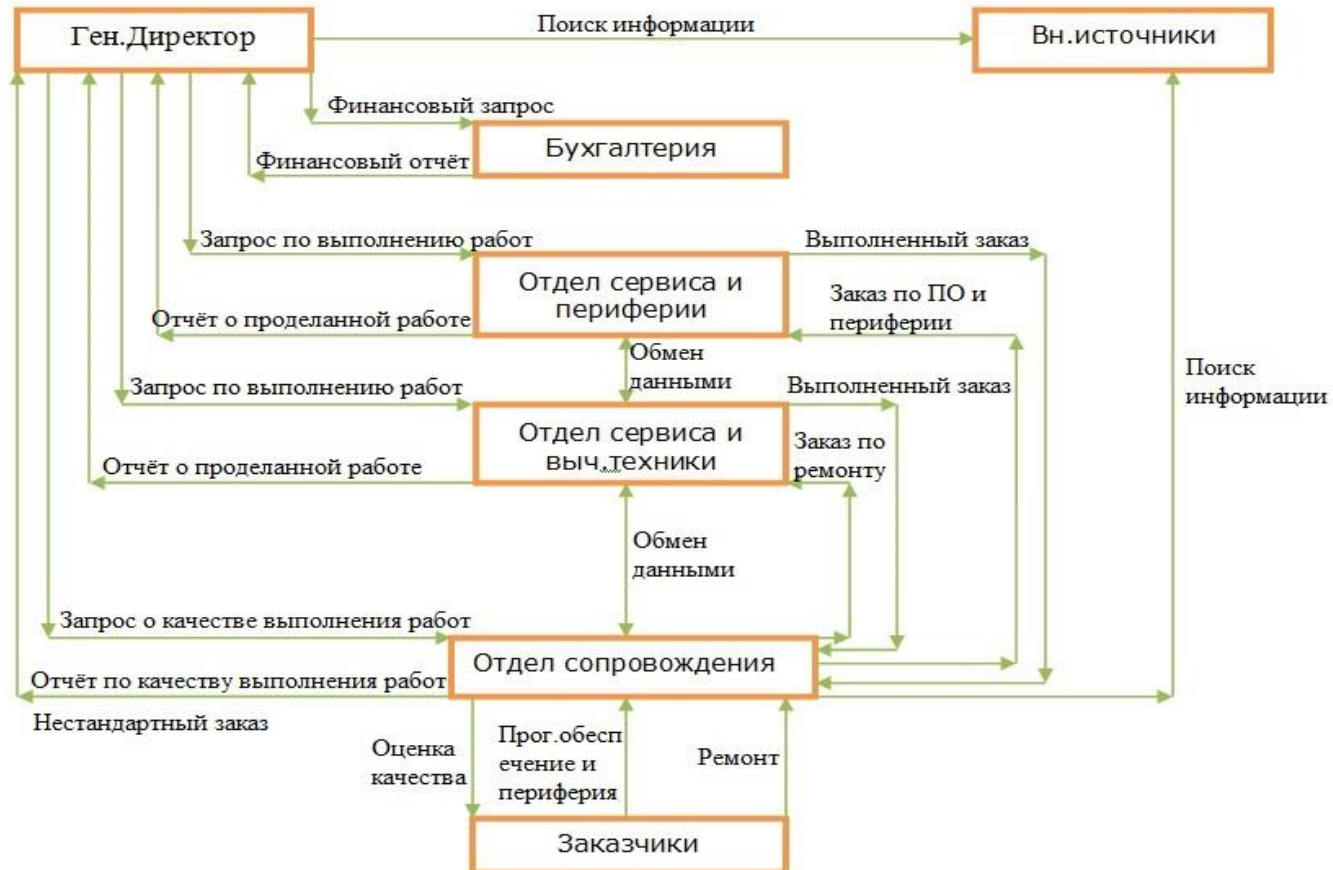 Ген.Директор
Поиск информации
Вн.источники
Финансовый запрос
Бухгалтерия
Финансовый отчёт
Запрос по выполнению работ
Выполненный заказ
Отдел сервиса и
периферии
Заказ по ПО и
периферии
Отчёт о проделанной работе
Обмен
данными
Поиск
информации
Запрос по выполнению работ
Выполненный заказ
Отдел сервиса и
выч.техники
Заказ по
ремонту
Отчёт о проделанной работе
Обмен
данными
Запрос о качестве выполнения работ
Отдел сопровождения
Отчёт по качеству выполнения работ
Нестандартный заказ
Оценка
качества
Прог.обесп
ечение и
периферия
Ремонт
Заказчики